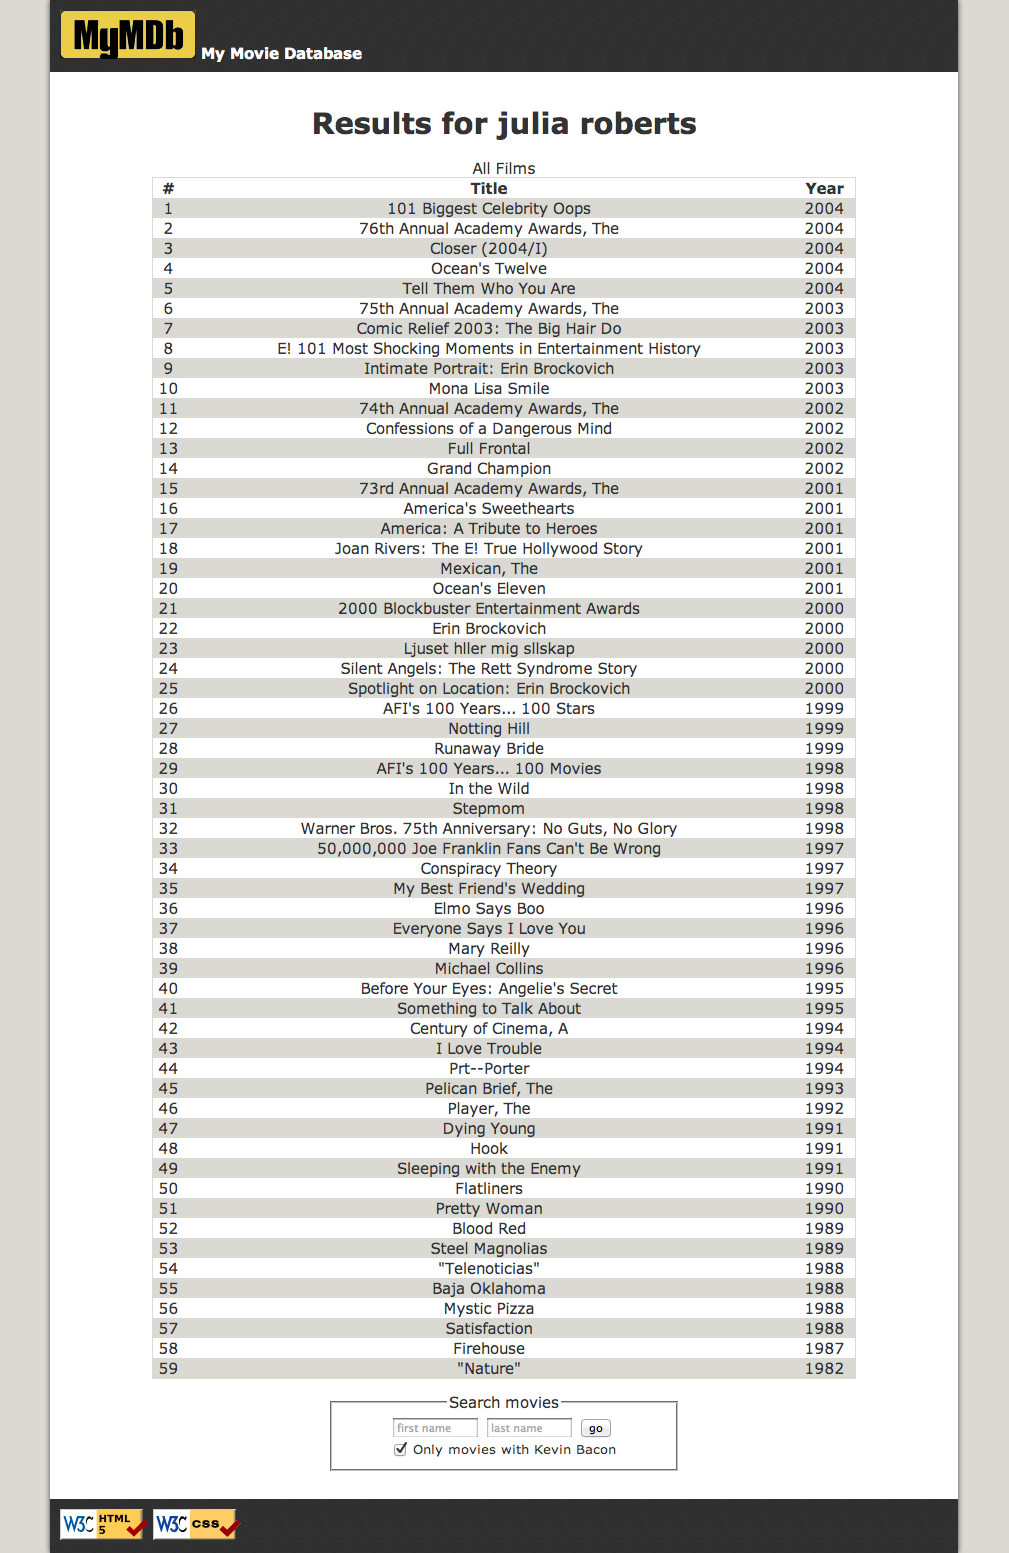 MyMDb My Movie Database
Results for julia roberts
All Films
# Title Year
1 101 Biggest Celebrity Oops 2004
2 76th Annual Academy Awards, The 2004
3 Closer (2004/I) 2004
4 Ocean's Twelve 2004
5 Tell Them Who You Are 2004
6 75th Annual Academy Awards, The 2003
7 Comic Relief 2003: The Big Hair Do 2003
8 E! 101 Most Shocking Moments in Entertainment History 2003
9 Intimate Portrait: Erin Brockovich 2003
10 Mona Lisa Smile 2003
11 74th Annual Academy Awards, The 2002
12 Confessions of a Dangerous Mind 2002
13 Full Frontal 2002
14 Grand Champion 2002
15 73rd Annual Academy Awards, The 2001
16 America's Sweethearts 2001
17 America: A Tribute to Heroes 2001
18 Joan Rivers: The E! True Hollywood Story 2001
19 Mexican, The 2001
20 Ocean's Eleven 2001
21 2000 Blockbuster Entertainment Awards 2000
22 Erin Brockovich 2000
23 Ljuset hller mig sllskap 2000
24 Silent Angels: The Rett Syndrome Story 2000
25 Spotlight on Location: Erin Brockovich 2000
26 AFI's 100 Years... 100 Stars 1999
27 Notting Hill 1999
28 Runaway Bride 1999
29 AFI's 100 Years... 100 Movies 1998
30 In the Wild 1998
31 Stepmom 1998
32 Warner Bros. 75th Anniversary: No Guts, No Glory 1998
33 50,000,000 Joe Franklin Fans Can't Be Wrong 1997
34 Conspiracy Theory 1997
35 My Best Friend's Wedding 1997
36 Elmo Says Boo 1996
37 Everyone Says I Love You 1996
38 Mary Reilly 1996
39 Michael Collins 1996
40 Before Your Eyes: Angelie's Secret 1995
41 Something to Talk About 1995
42 Century of Cinema, A 1994
43 I Love Trouble 1994
44 Prt--Porter 1994
45 Pelican Brief, The 1993
46 Player, The 1992
47 Dying Young 1991
48 Hook 1991
49 Sleeping with the Enemy 1991
50 Flatliners 1990
51 Pretty Woman 1990
52 Blood Red 1989
53 Steel Magnolias 1989
54 "Telenoticias" 1988
55 Baja Oklahoma 1988
56 Mystic Pizza 1988
57 Satisfaction 1988
58 Firehouse 1987
59 "Nature" 1982
Search movies
first name last name go
Only movies with Kevin Bacon
W3C HTML 5 W3C css